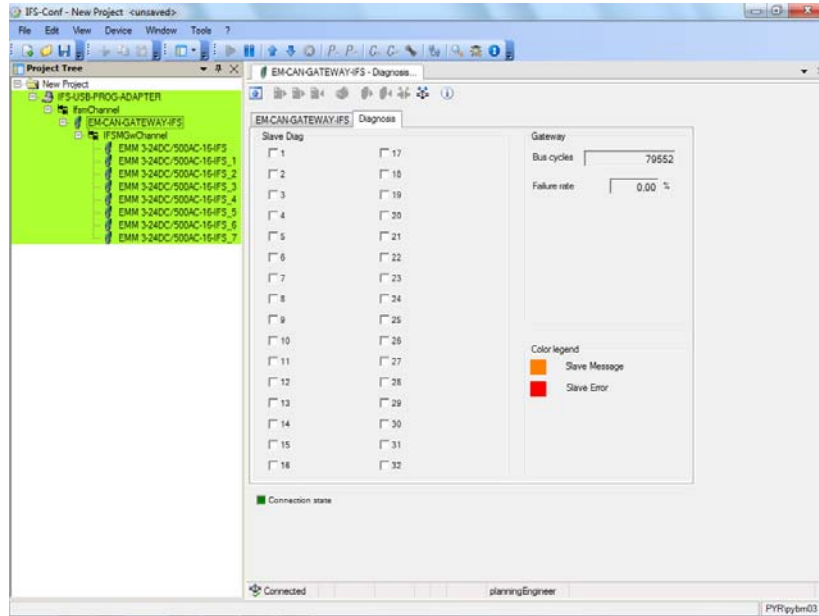 IFS-Conf - New Project <unsaved>
File Edit View Device Window Tools ?
Project Tree
New Project
IFS-USB-PROG-ADAPTER
IfsmChannel
EM-CAN-GATEWAY-IFS
IFSMGwChannel
EMM 3-24DC/500AC-16-IFS
EMM 3-24DC/500AC-16-IFS_1
EMM 3-24DC/500AC-16-IFS_2
EMM 3-24DC/500AC-16-IFS_3
EMM 3-24DC/500AC-16-IFS_4
EMM 3-24DC/500AC-16-IFS_5
EMM 3-24DC/500AC-16-IFS_6
EMM 3-24DC/500AC-16-IFS_7
EM-CAN-GATEWAY-IFS - Diagnosis...
EM-CAN-GATEWAY-IFS Diagnosis
Slave Diag
1 17
2 18
3 19
4 20
5 21
6 22
7 23
8 24
9 25
10 26
11 27
12 28
13 29
14 30
15 31
16 32
Gateway
Bus cycles 79552
Failure rate 0.00 %
Color legend
Slave Message
Slave Error
Connection state
Connected planningEngineer
PYR\pybm03